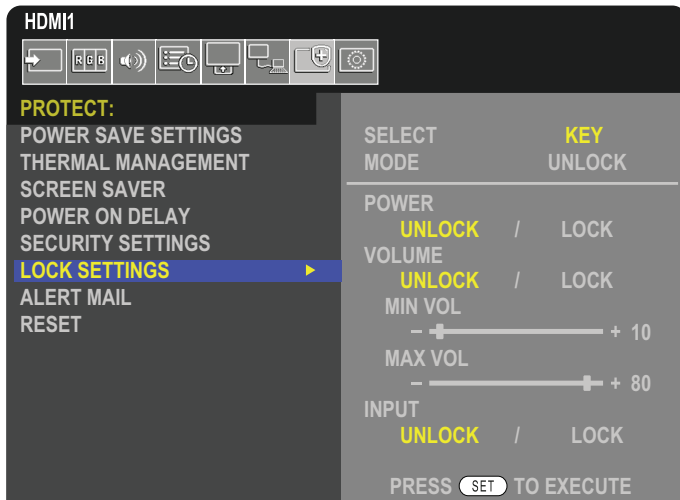 HDMI1
R G B
PROTECT:
POWER SAVE SETTINGS
THERMAL MANAGEMENT
SCREEN SAVER
POWER ON DELAY
SECURITY SETTINGS
LOCK SETTINGS
ALERT MAIL
RESET
SELECT KEY
MODE UNLOCK
POWER
UNLOCK / LOCK
VOLUME
UNLOCK / LOCK
MIN VOL
− + 10
MAX VOL
− + 80
INPUT
UNLOCK / LOCK
PRESS SET TO EXECUTE